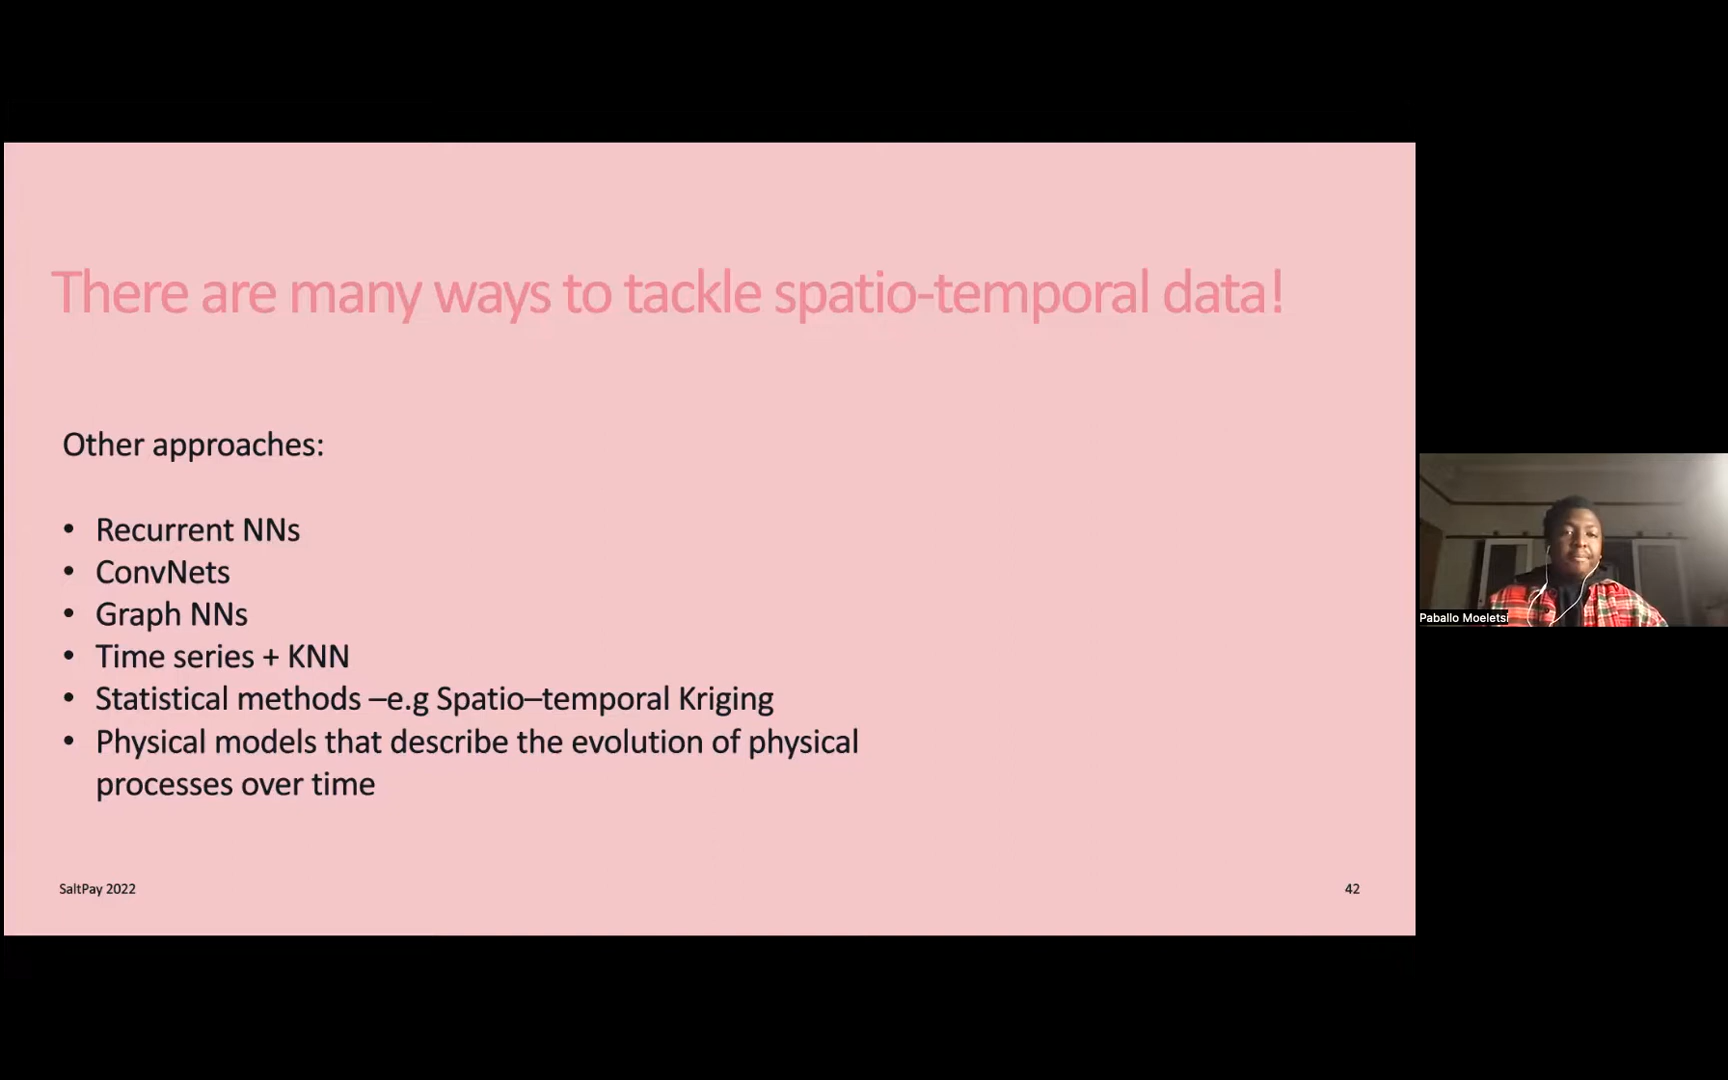 There are many ways to tackle spatio-temporal data!
Other approaches:
• Recurrent NNs
• ConvNets
• Graph NNs
• Time series + KNN
• Statistical methods –e.g Spatio–temporal Kriging
• Physical models that describe the evolution of physical
processes over time
SaltPay 2022
42
Paballo Moeletsi